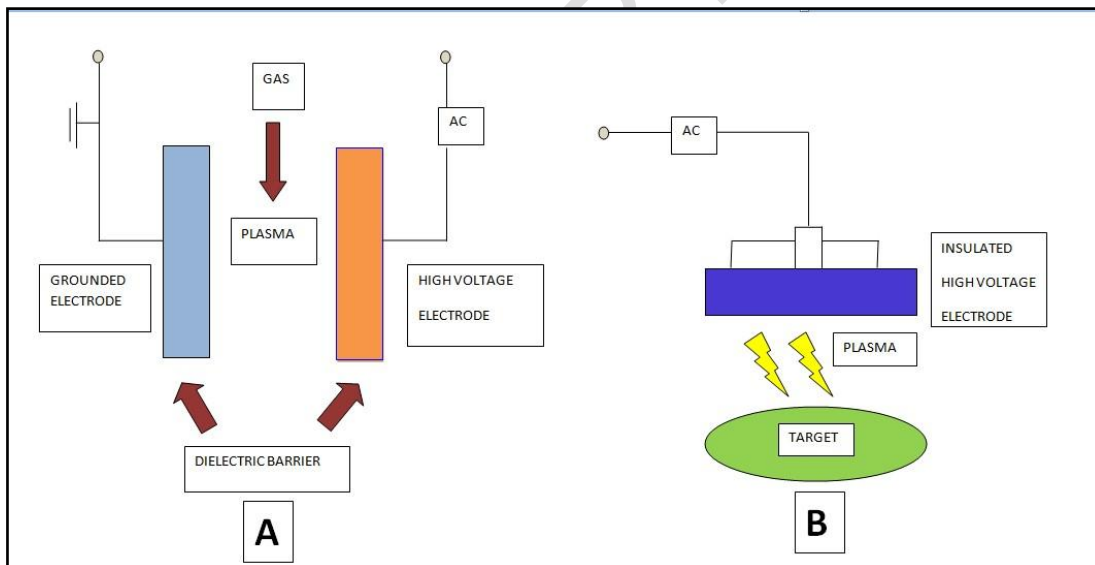 GAS
AC
PLASMA
GROUNDED
ELECTRODE
HIGH VOLTAGE
ELECTRODE
DIELECTRIC BARRIER
A
AC
INSULATED
HIGH VOLTAGE
ELECTRODE
PLASMA
TARGET
B